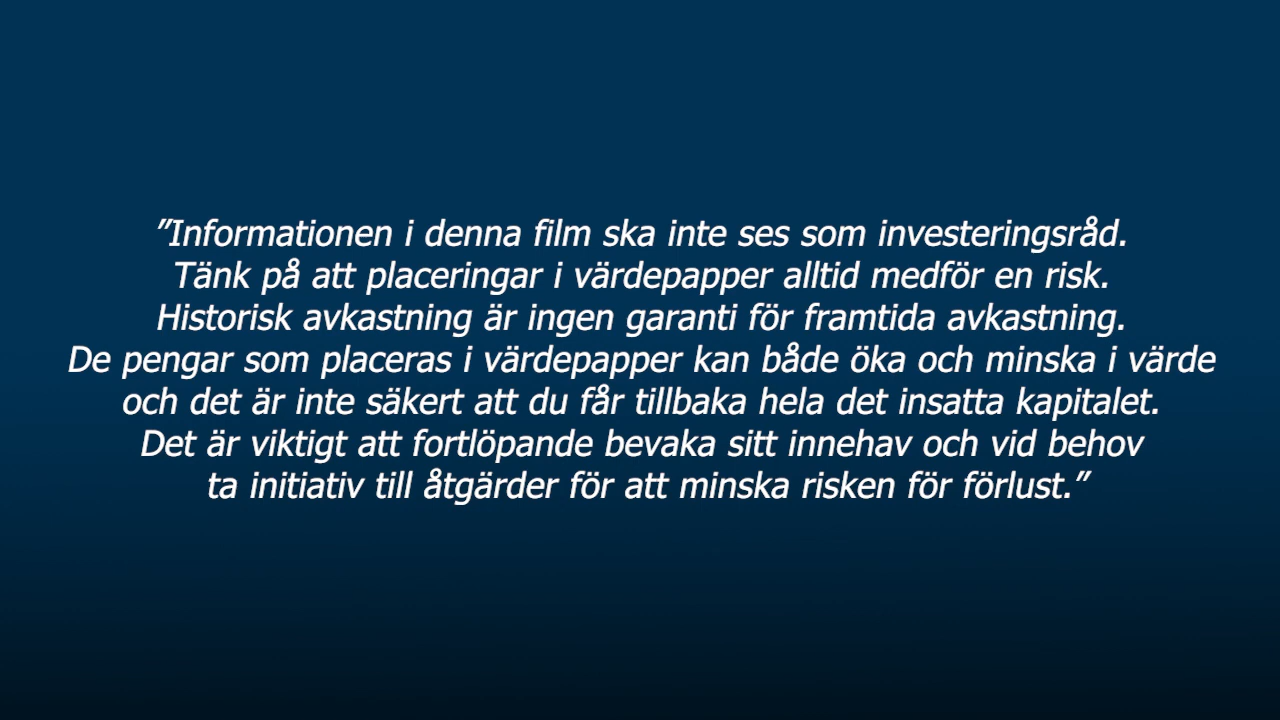 ”Informationen i denna film ska inte ses som investeringsråd.
Tänk på att placeringar i värdepapper alltid medför en risk.
Historisk avkastning är ingen garanti för framtida avkastning.
De pengar som placeras i värdepapper kan både öka och minska i värde
och det är inte säkert att du får tillbaka hela det insatta kapitalet.
Det är viktigt att fortlöpande bevaka sitt innehav och vid behov
ta initiativ till åtgärder för att minska risken för förlust.”